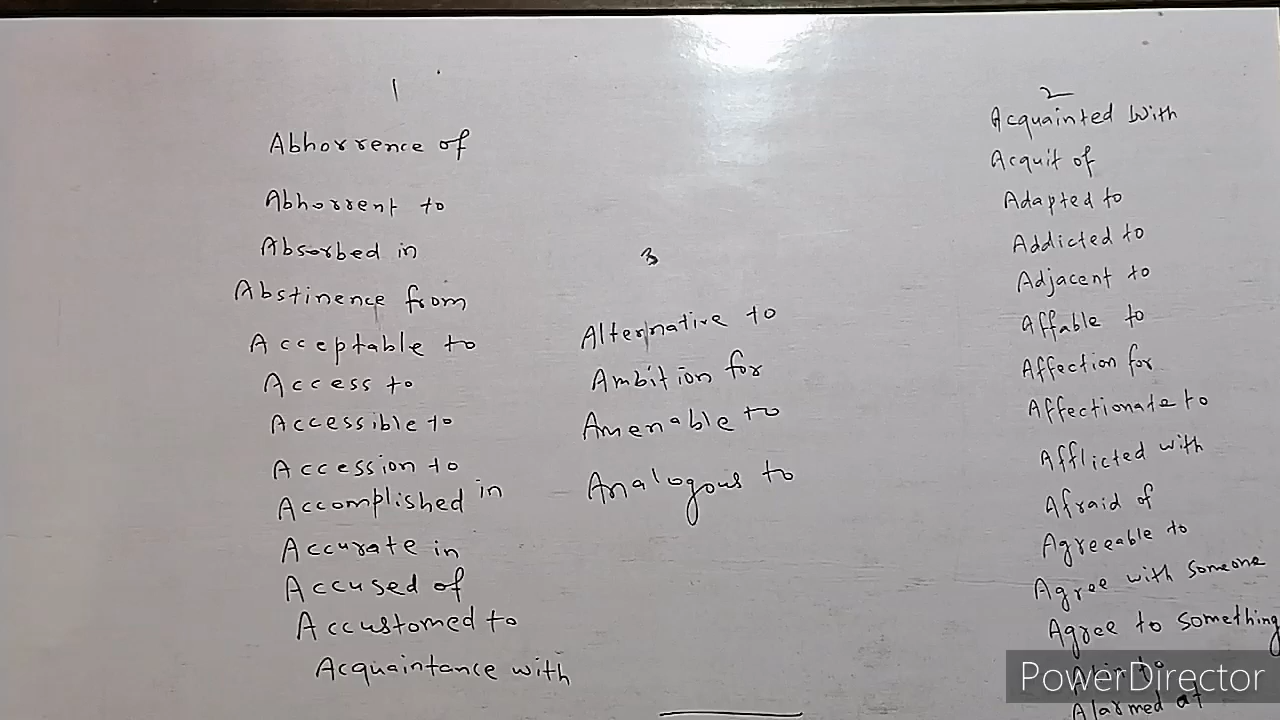 1
Abhorrence of
Abhorrent to
Absorbed in
Abstinence from
Acceptable to
Access to
Accessible to
Accession to
Accomplished in
Accurate in
Accused of
Accustomed to
Acquaintance with
2
Acquainted With
Acquit of
Adapted to
Addicted to
Adjacent to
Affable to
Affection for
Affectionate to
Afflicted with
Afraid of
Agreeable to
Agree with someone
Agree to something
Akin to
Alarmed at
3
Alternative to
Ambition for
Amenable to
Analogous to
PowerDirector